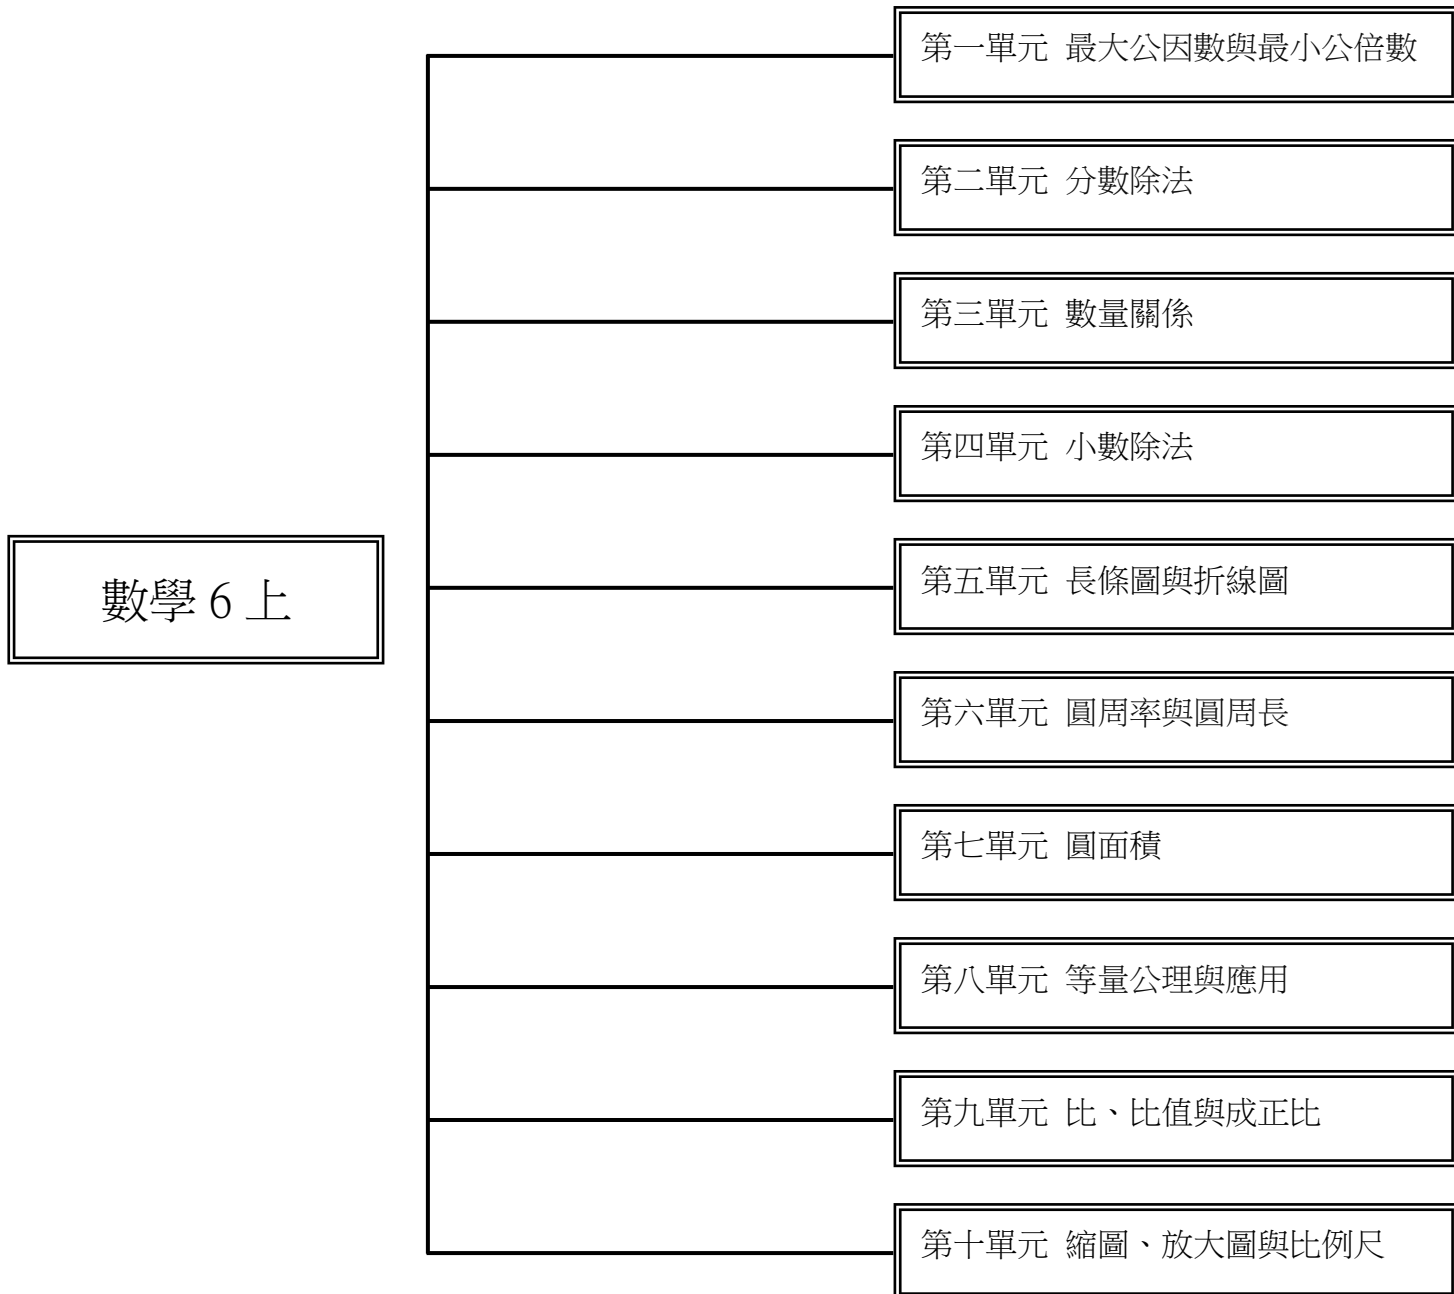 第一單元 最大公因數與最小公倍數
第二單元 分數除法
第三單元 數量關係
第四單元 小數除法
數學 6 上
第五單元 長條圖與折線圖
第六單元 圓周率與圓周長
第七單元 圓面積
第八單元 等量公理與應用
第九單元 比、比值與成正比
第十單元 縮圖、放大圖與比例尺